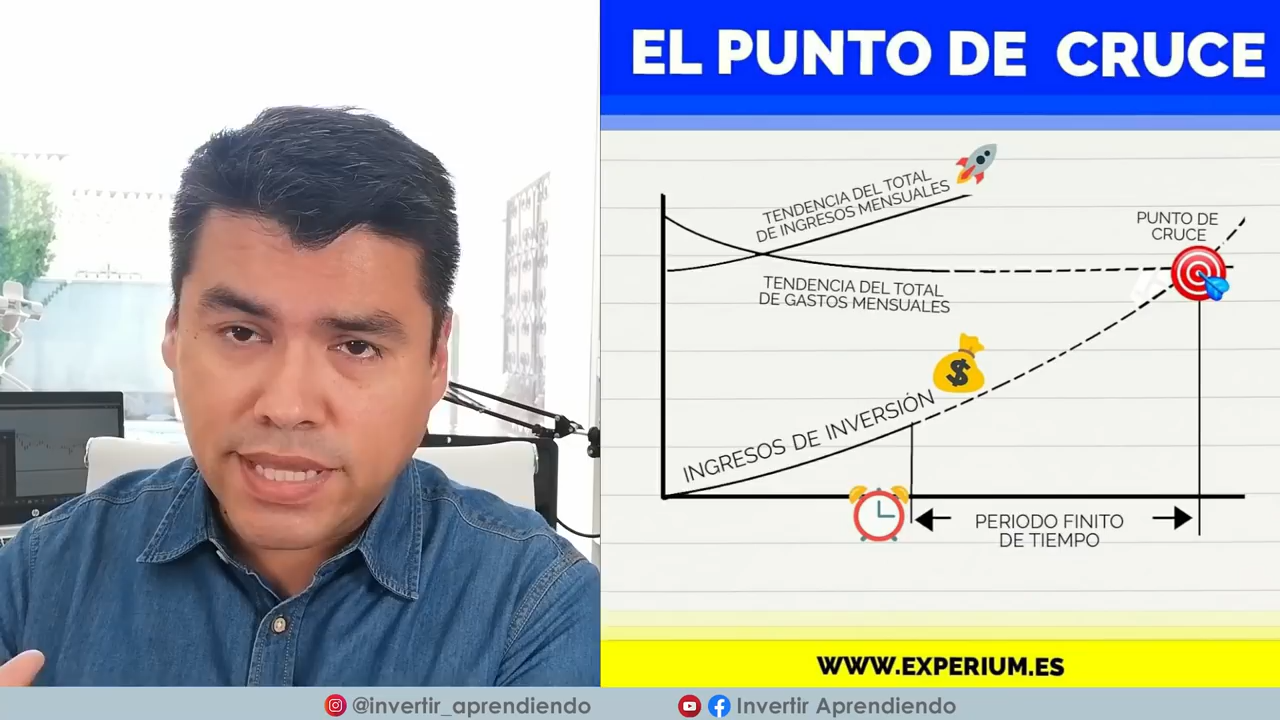 EL PUNTO DE CRUCE
TENDENCIA DEL TOTAL
DE INGRESOS MENSUALES
PUNTO DE
CRUCE
TENDENCIA DEL TOTAL
DE GASTOS MENSUALES
$
INGRESOS DE INVERSIÓN
PERIODO FINITO
DE TIEMPO
WWW.EXPERIUM.ES
@invertir_aprendiendo
Invertir Aprendiendo